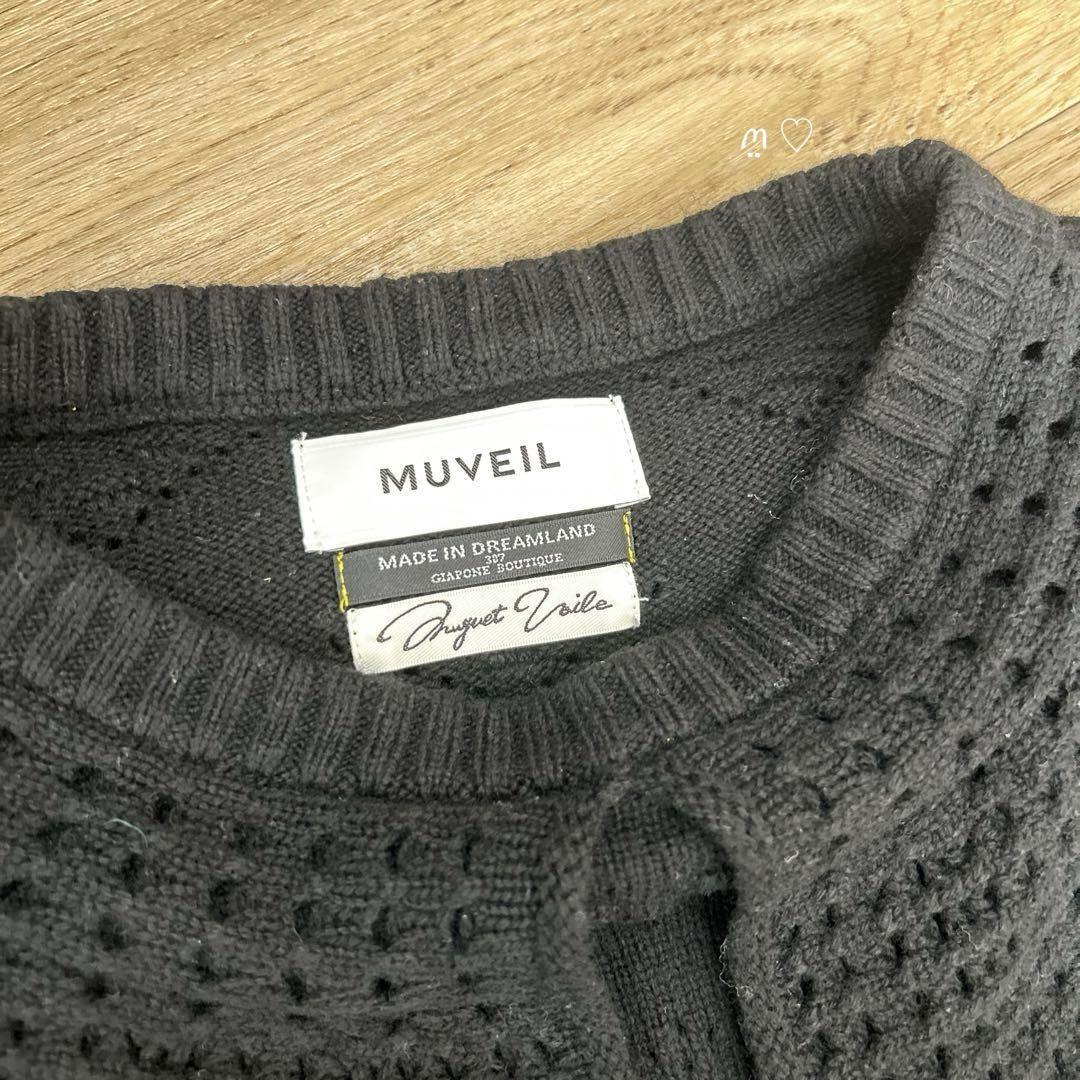 ო ♡
MUVEIL
MADE IN DREAMLAND
387
GIAPONE BOUTIQUE
Muguet Voile